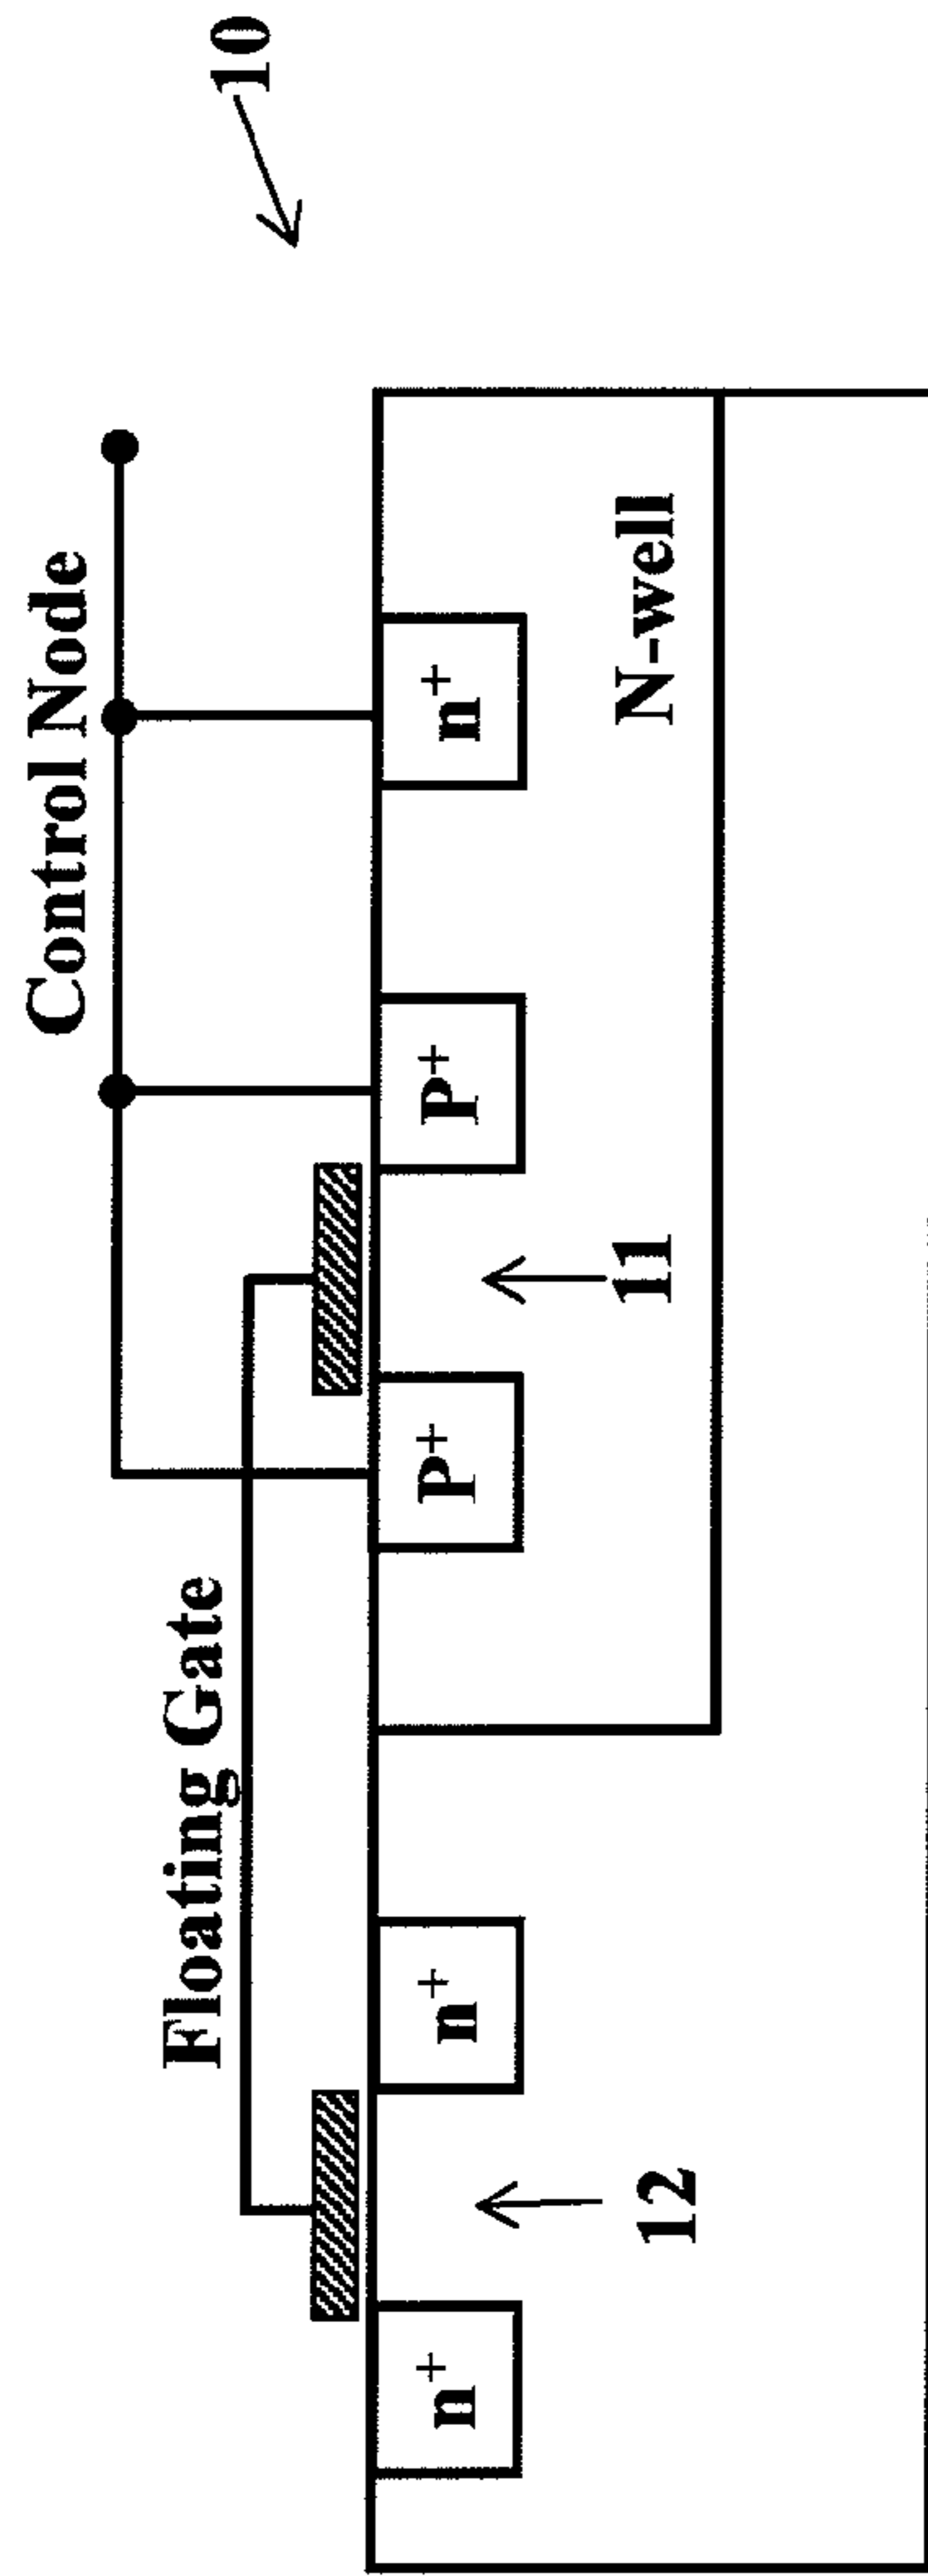 10
Control Node
Floating Gate
n⁺
n⁺
P⁺
P⁺
n⁺
12
11
N-well